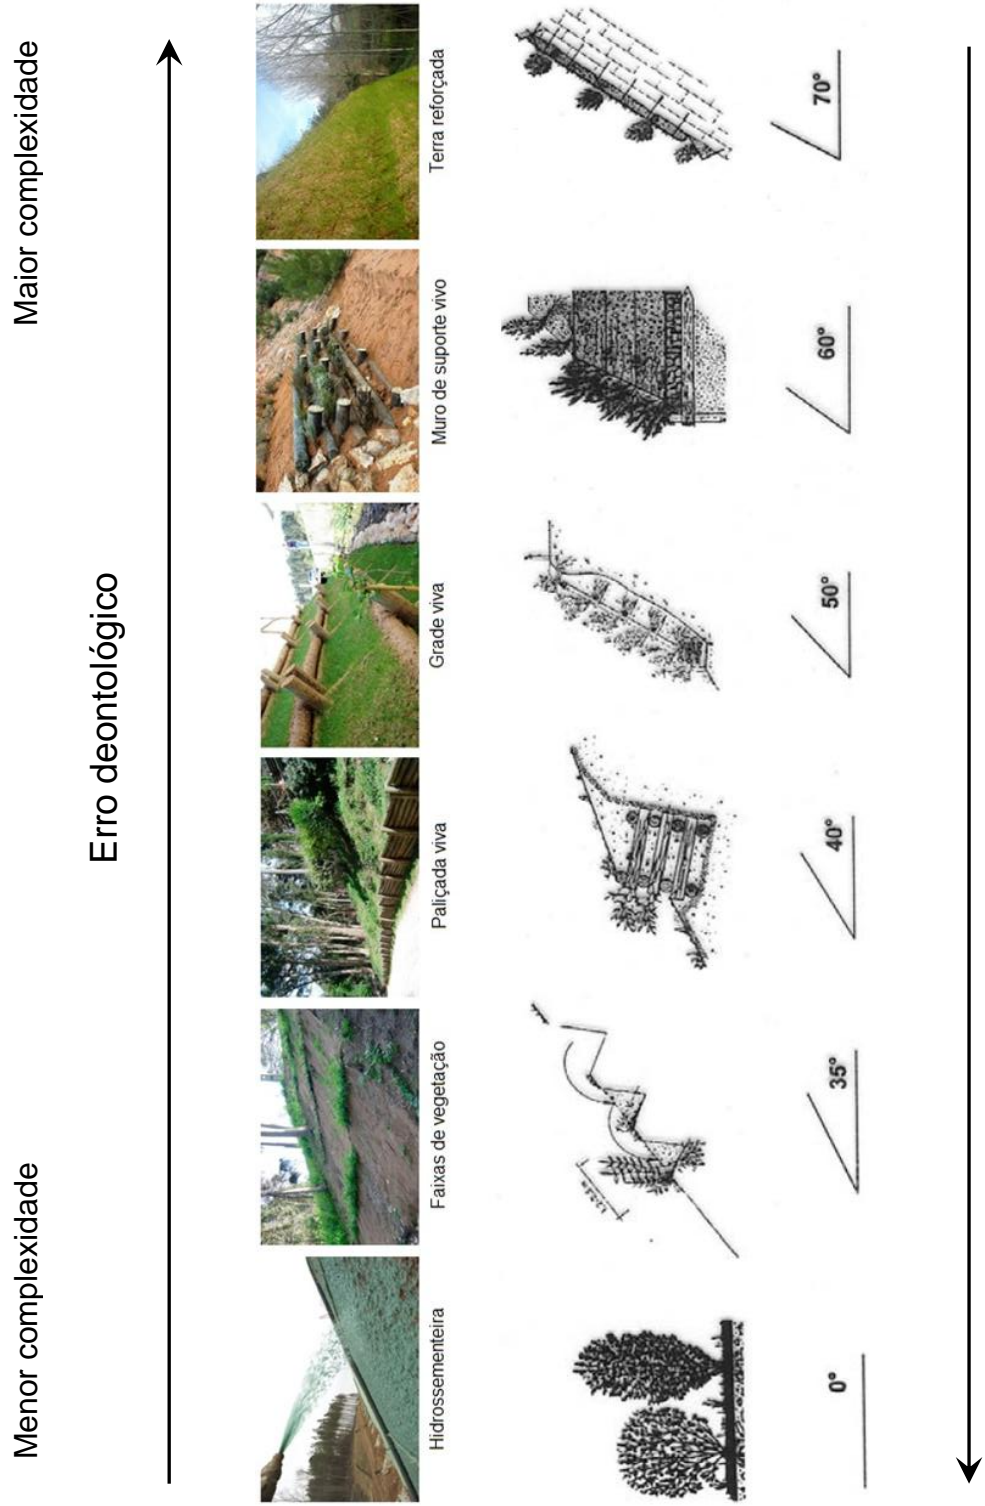 Menor complexidade
Maior complexidade
Erro deontológico
Hidrossementeira
Faixas de vegetação
Paliçada viva
Grade viva
Muro de suporte vivo
Terra reforçada
0°
35°
40°
50°
60°
70°